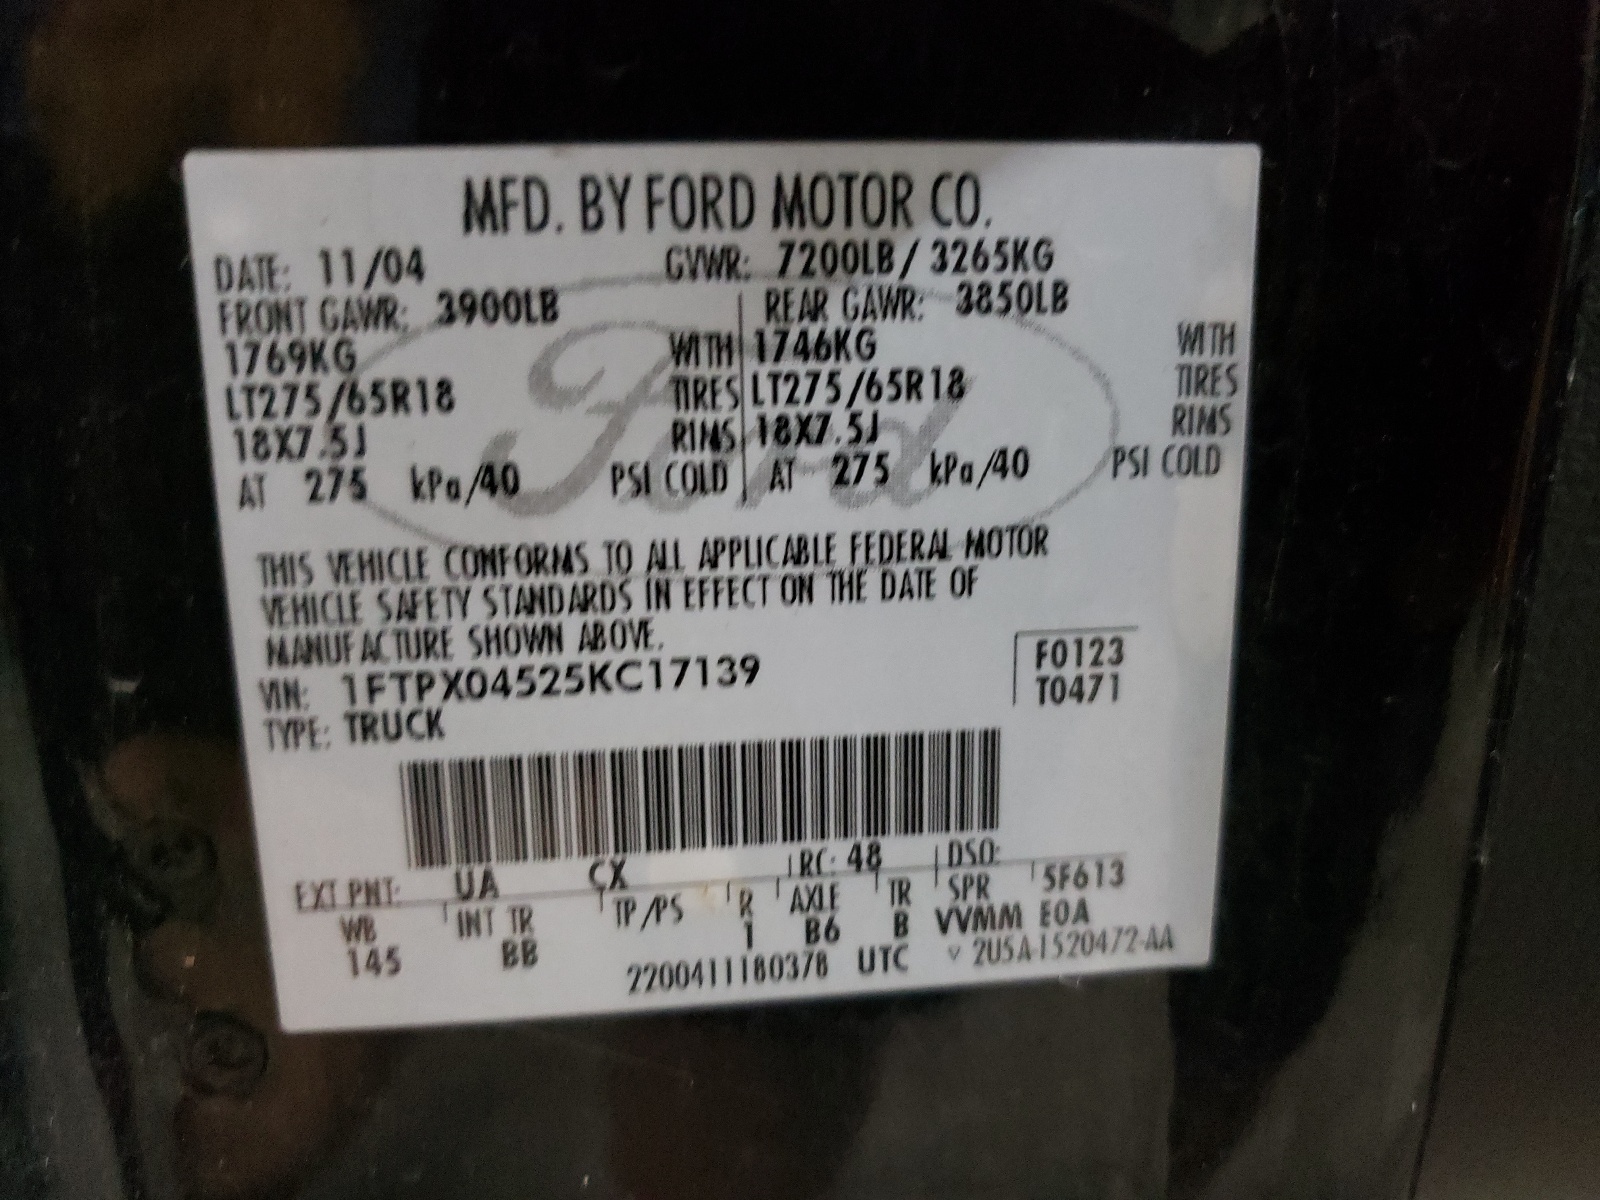 MFD. BY FORD MOTOR CO.
DATE: 11/04 GVWR: 7200LB / 3265KG
FRONT GAWR: 3900LB REAR GAWR: 3850LB
1769KG WITH 1746KG WITH
LT275/65R18 TIRES LT275/65R18 TIRES
18X7.5J RIMS 18X7.5J RIMS
AT 275 kPa/40 PSI COLD AT 275 kPa/40 PSI COLD
Ford
THIS VEHICLE CONFORMS TO ALL APPLICABLE FEDERAL MOTOR
VEHICLE SAFETY STANDARDS IN EFFECT ON THE DATE OF
MANUFACTURE SHOWN ABOVE.
VIN: 1FTPX04525KC17139
TYPE: TRUCK
F0123
T0471
EXT PNT: UA CX RC: 48 DSO:
WB INT TR TP/PS R AXLE TR SPR 5F613
145 BB 1 B6 B VVMM E0A
2200411180378 UTC v 2U5A-1520472-AA